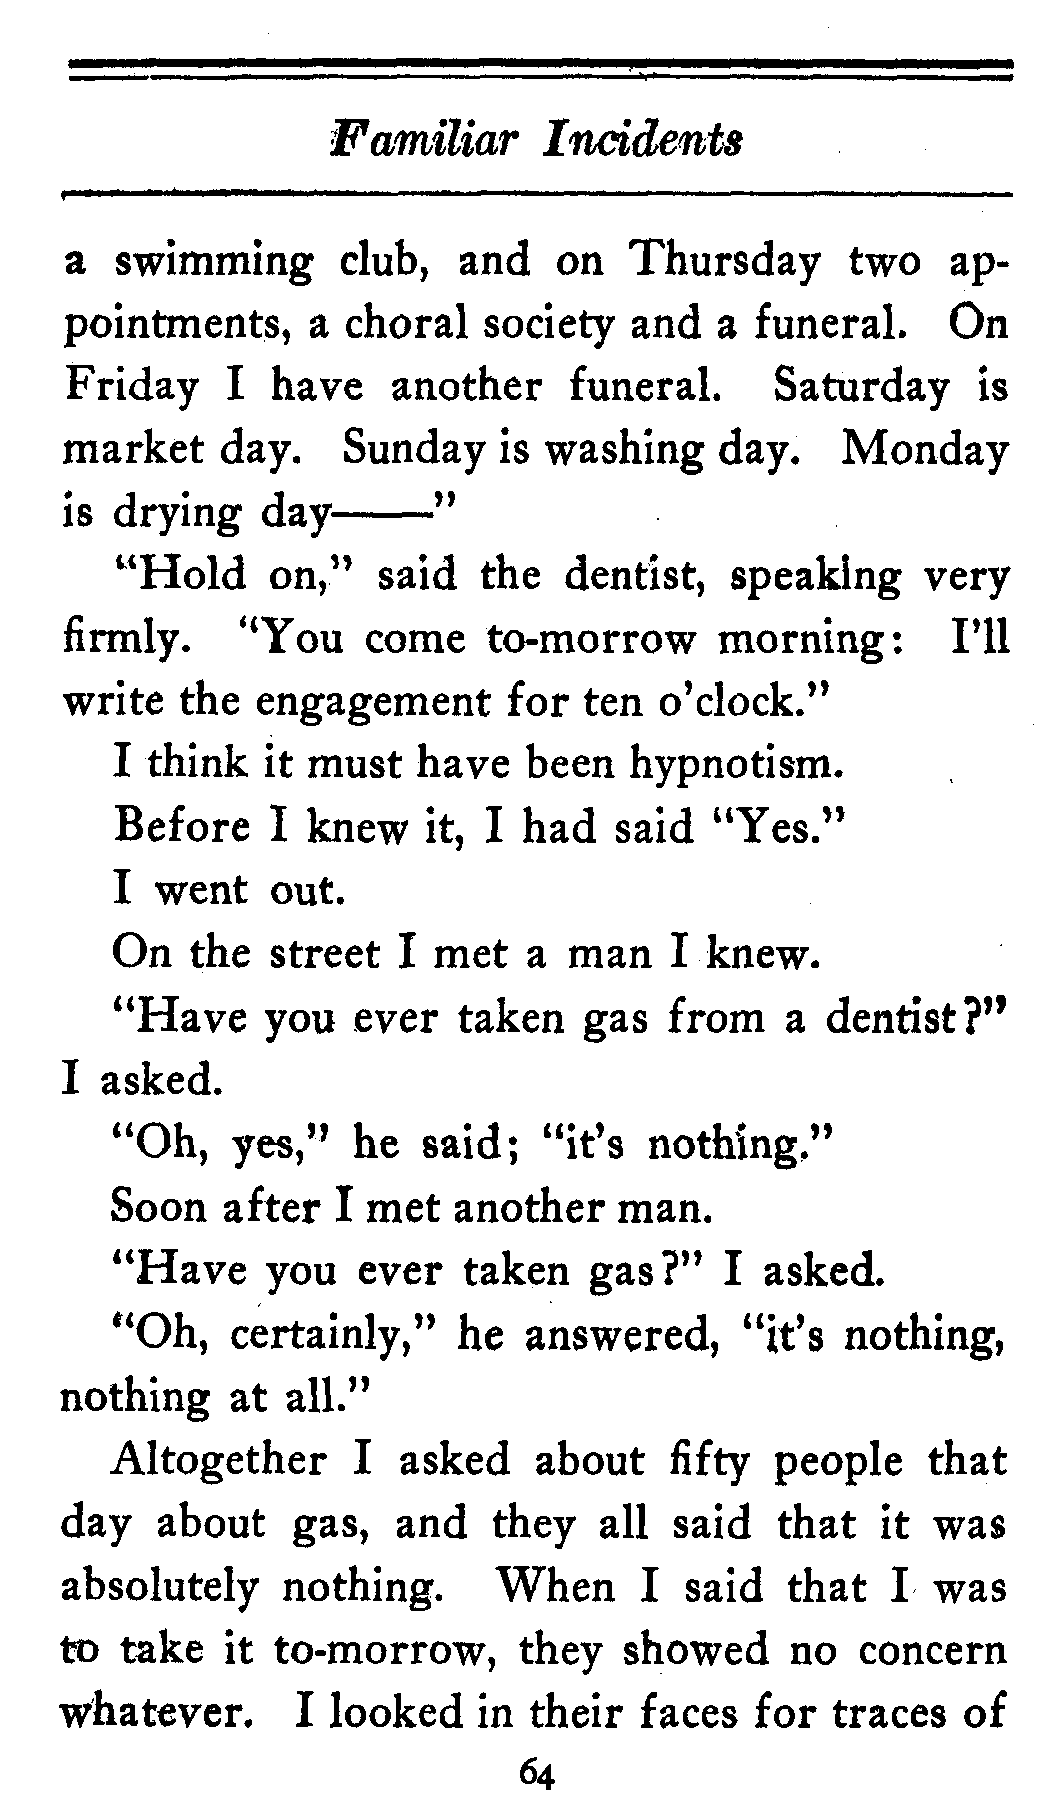 Familiar Incidents
a swimming club, and on Thursday two ap-
pointments, a choral society and a funeral. On
Friday I have another funeral. Saturday is
market day. Sunday is washing day. Monday
is drying day——"
"Hold on," said the dentist, speaking very
firmly. "You come to-morrow morning: I'll
write the engagement for ten o'clock."
I think it must have been hypnotism.
Before I knew it, I had said "Yes."
I went out.
On the street I met a man I knew.
"Have you ever taken gas from a dentist?"
I asked.
"Oh, yes," he said; "it's nothing."
Soon after I met another man.
"Have you ever taken gas?" I asked.
"Oh, certainly," he answered, "it's nothing,
nothing at all."
Altogether I asked about fifty people that
day about gas, and they all said that it was
absolutely nothing. When I said that I was
to take it to-morrow, they showed no concern
whatever. I looked in their faces for traces of
64